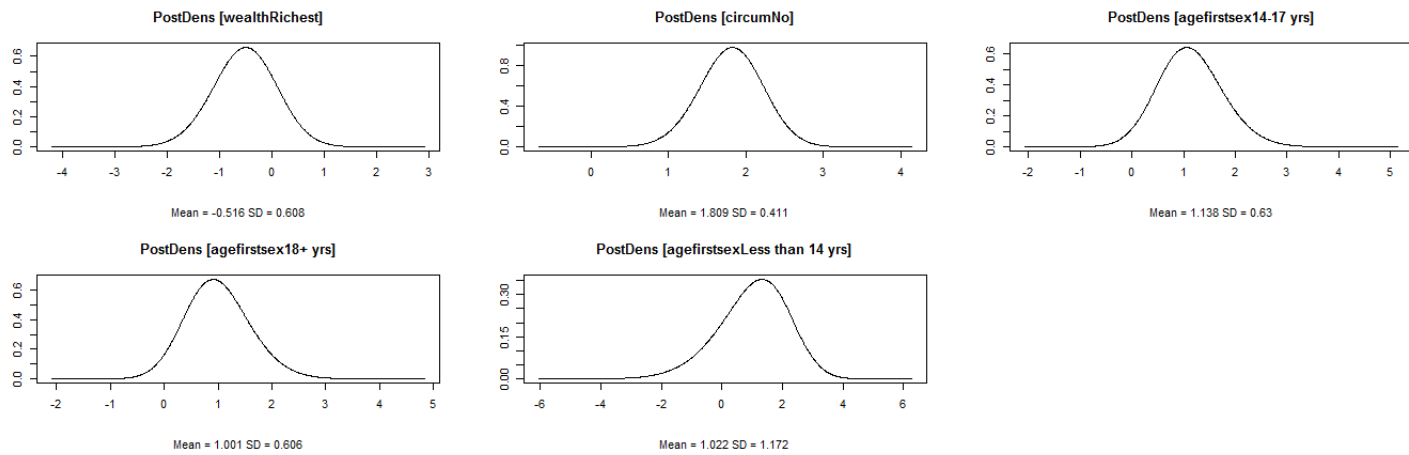 PostDens [wealthRichest]
0.0 0.2 0.4 0.6
-4 -3 -2 -1 0 1 2 3
Mean = -0.516 SD = 0.608
PostDens [circumNo]
0.0 0.4 0.8
0 1 2 3 4
Mean = 1.809 SD = 0.411
PostDens [agefirstsex14-17 yrs]
0.0 0.2 0.4 0.6
-2 -1 0 1 2 3 4 5
Mean = 1.138 SD = 0.63
PostDens [agefirstsex18+ yrs]
0.0 0.2 0.4 0.6
-2 -1 0 1 2 3 4 5
Mean = 1.001 SD = 0.606
PostDens [agefirstsexLess than 14 yrs]
0.00 0.15 0.30
-6 -4 -2 0 2 4 6
Mean = 1.022 SD = 1.172